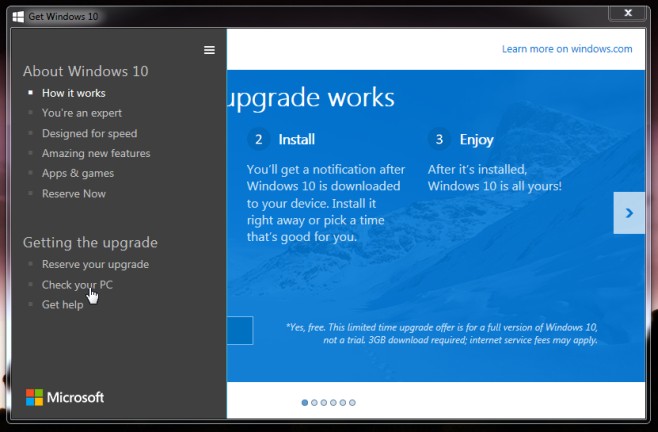 Get Windows 10
Learn more on windows.com
About Windows 10
How it works
You're an expert
Designed for speed
Amazing new features
Apps & games
Reserve Now
Getting the upgrade
Reserve your upgrade
Check your PC
Get help
Microsoft
upgrade works
2 Install
You'll get a notification after
Windows 10 is downloaded
to your device. Install it
right away or pick a time
that's good for you.
3 Enjoy
After it's installed,
Windows 10 is all yours!
*Yes, free. This limited time upgrade offer is for a full version of Windows 10,
not a trial. 3GB download required; internet service fees may apply.